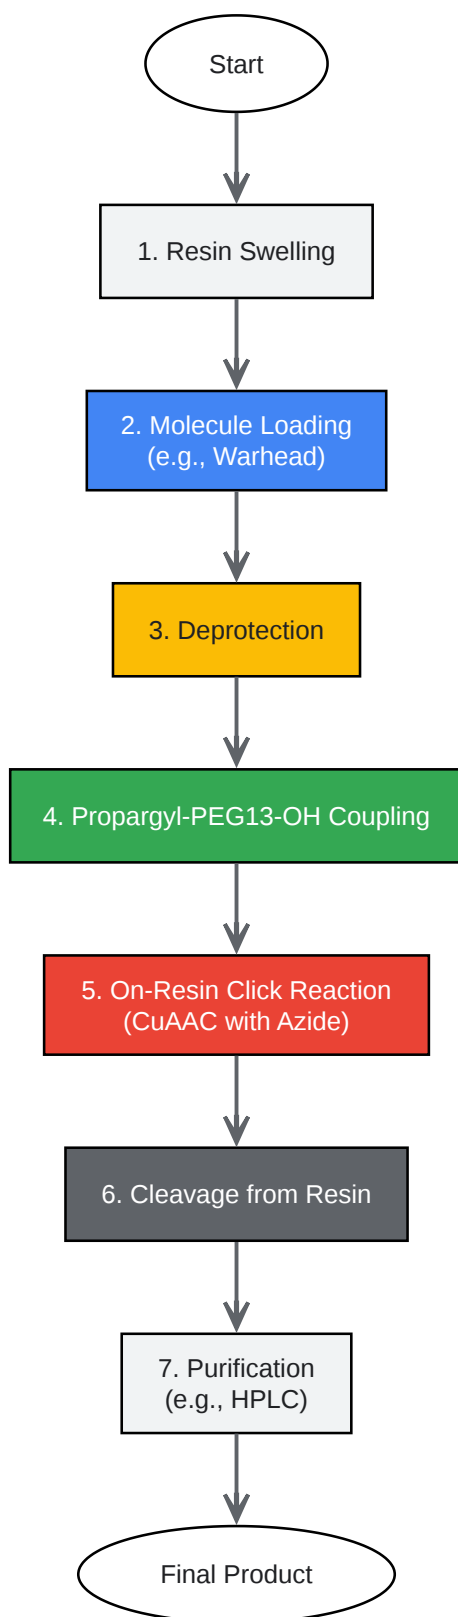 Start
1. Resin Swelling
2. Molecule Loading
(e.g., Warhead)
3. Deprotection
4. Propargyl-PEG13-OH Coupling
5. On-Resin Click Reaction
(CuAAC with Azide)
6. Cleavage from Resin
7. Purification
(e.g., HPLC)
Final Product